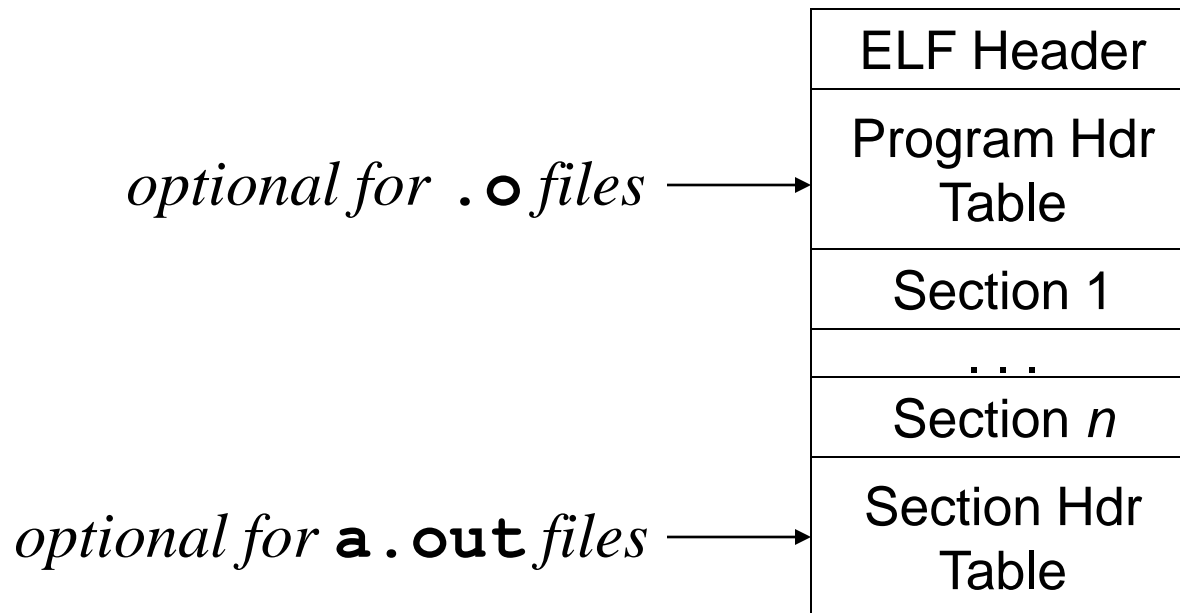 ELF Header
Program Hdr
Table
optional for .o files
Section 1
. . .
Section n
Section Hdr
Table
optional for a.out files